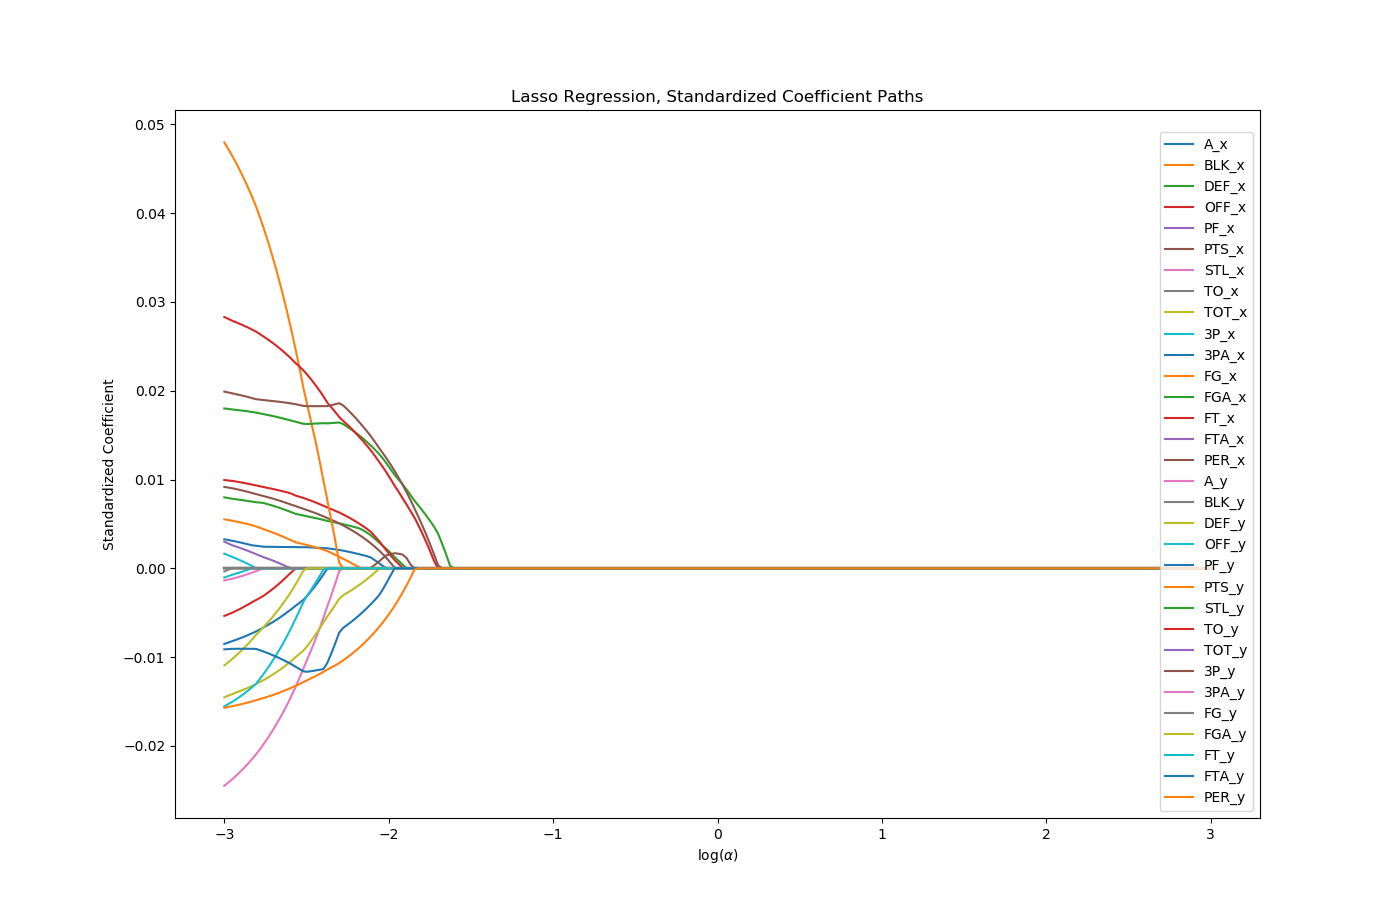 Lasso Regression, Standardized Coefficient Paths
0.05
0.04
0.03
0.02
0.01
0.00
−0.01
−0.02
Standardized Coefficient
−3
−2
−1
0
1
2
3
log(α)
A_x
BLK_x
DEF_x
OFF_x
PF_x
PTS_x
STL_x
TO_x
TOT_x
3P_x
3PA_x
FG_x
FGA_x
FT_x
FTA_x
PER_x
A_y
BLK_y
DEF_y
OFF_y
PF_y
PTS_y
STL_y
TO_y
TOT_y
3P_y
3PA_y
FG_y
FGA_y
FT_y
FTA_y
PER_y